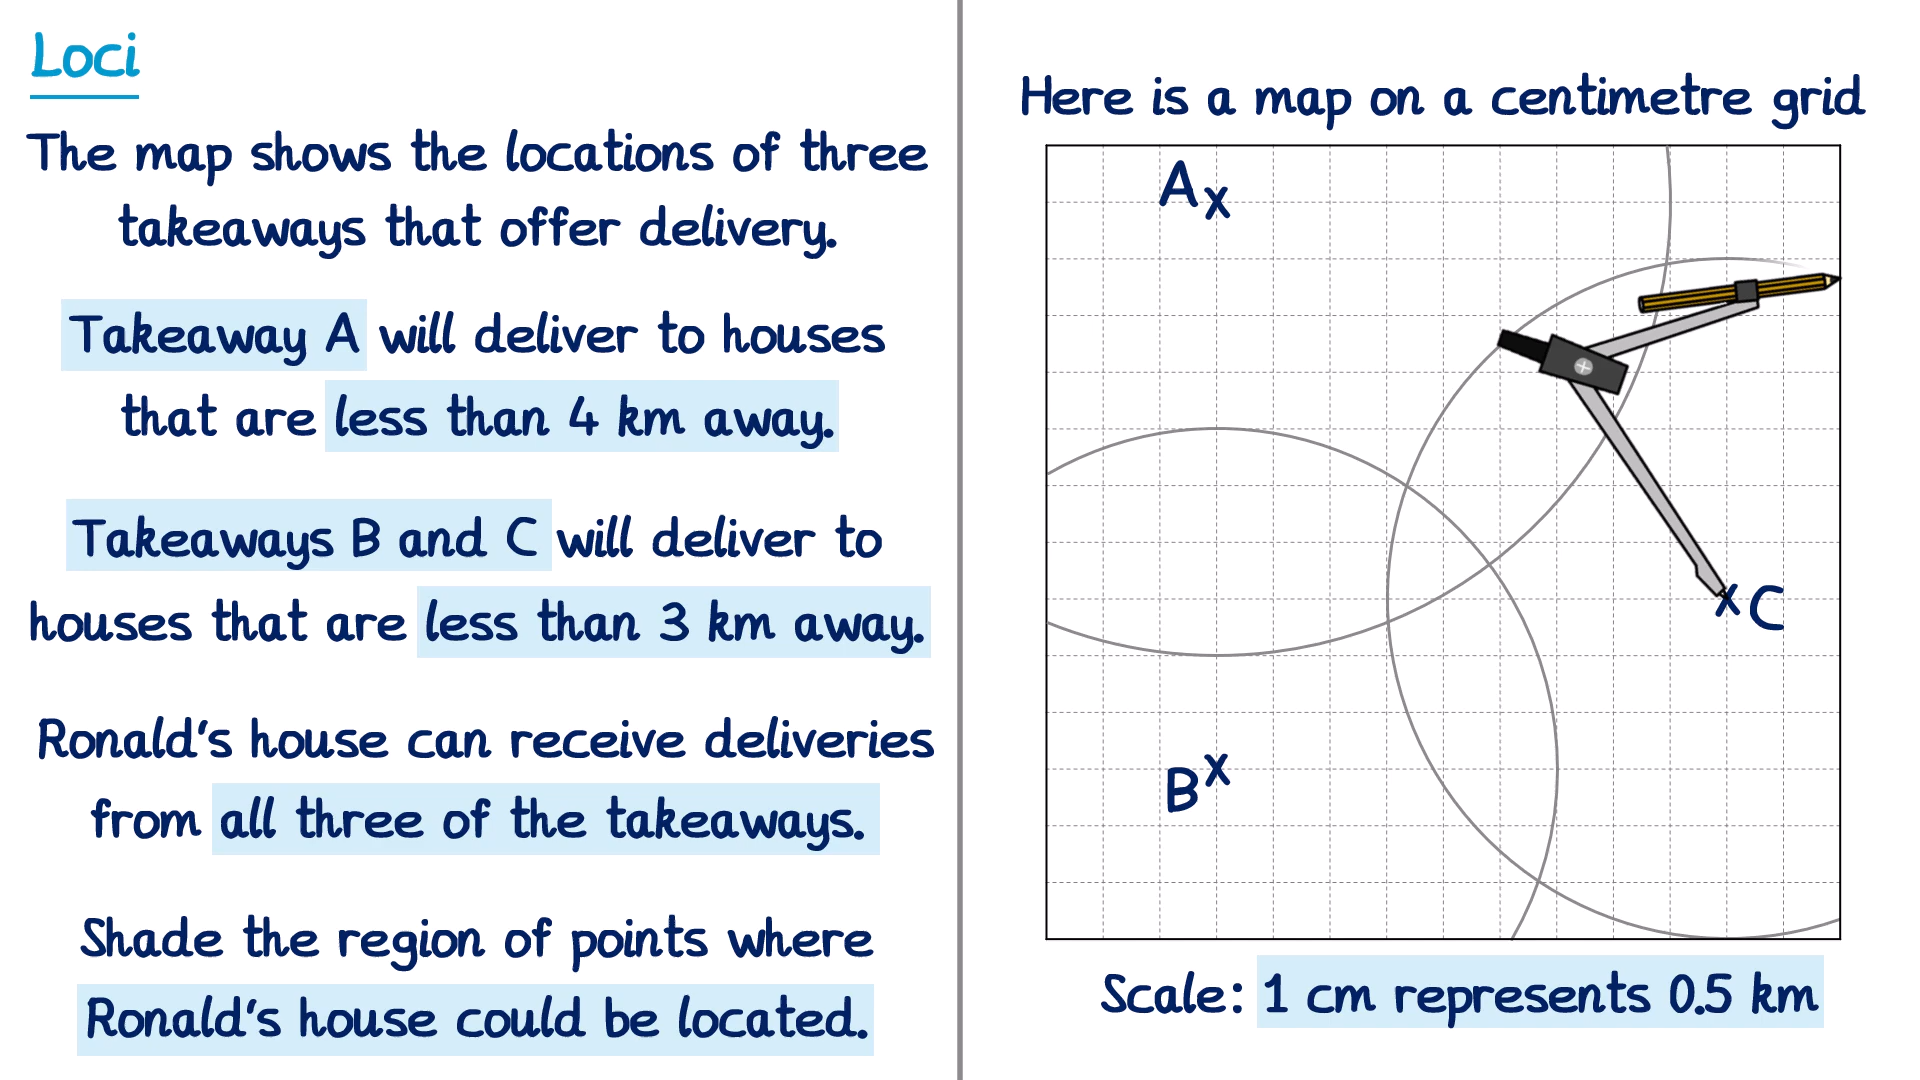 Loci
The map shows the locations of three
takeaways that offer delivery.
Takeaway A will deliver to houses
that are less than 4 km away.
Takeaways B and C will deliver to
houses that are less than 3 km away.
Ronald's house can receive deliveries
from all three of the takeaways.
Shade the region of points where
Ronald's house could be located.
Here is a map on a centimetre grid
A x
x C
B x
Scale: 1 cm represents 0.5 km